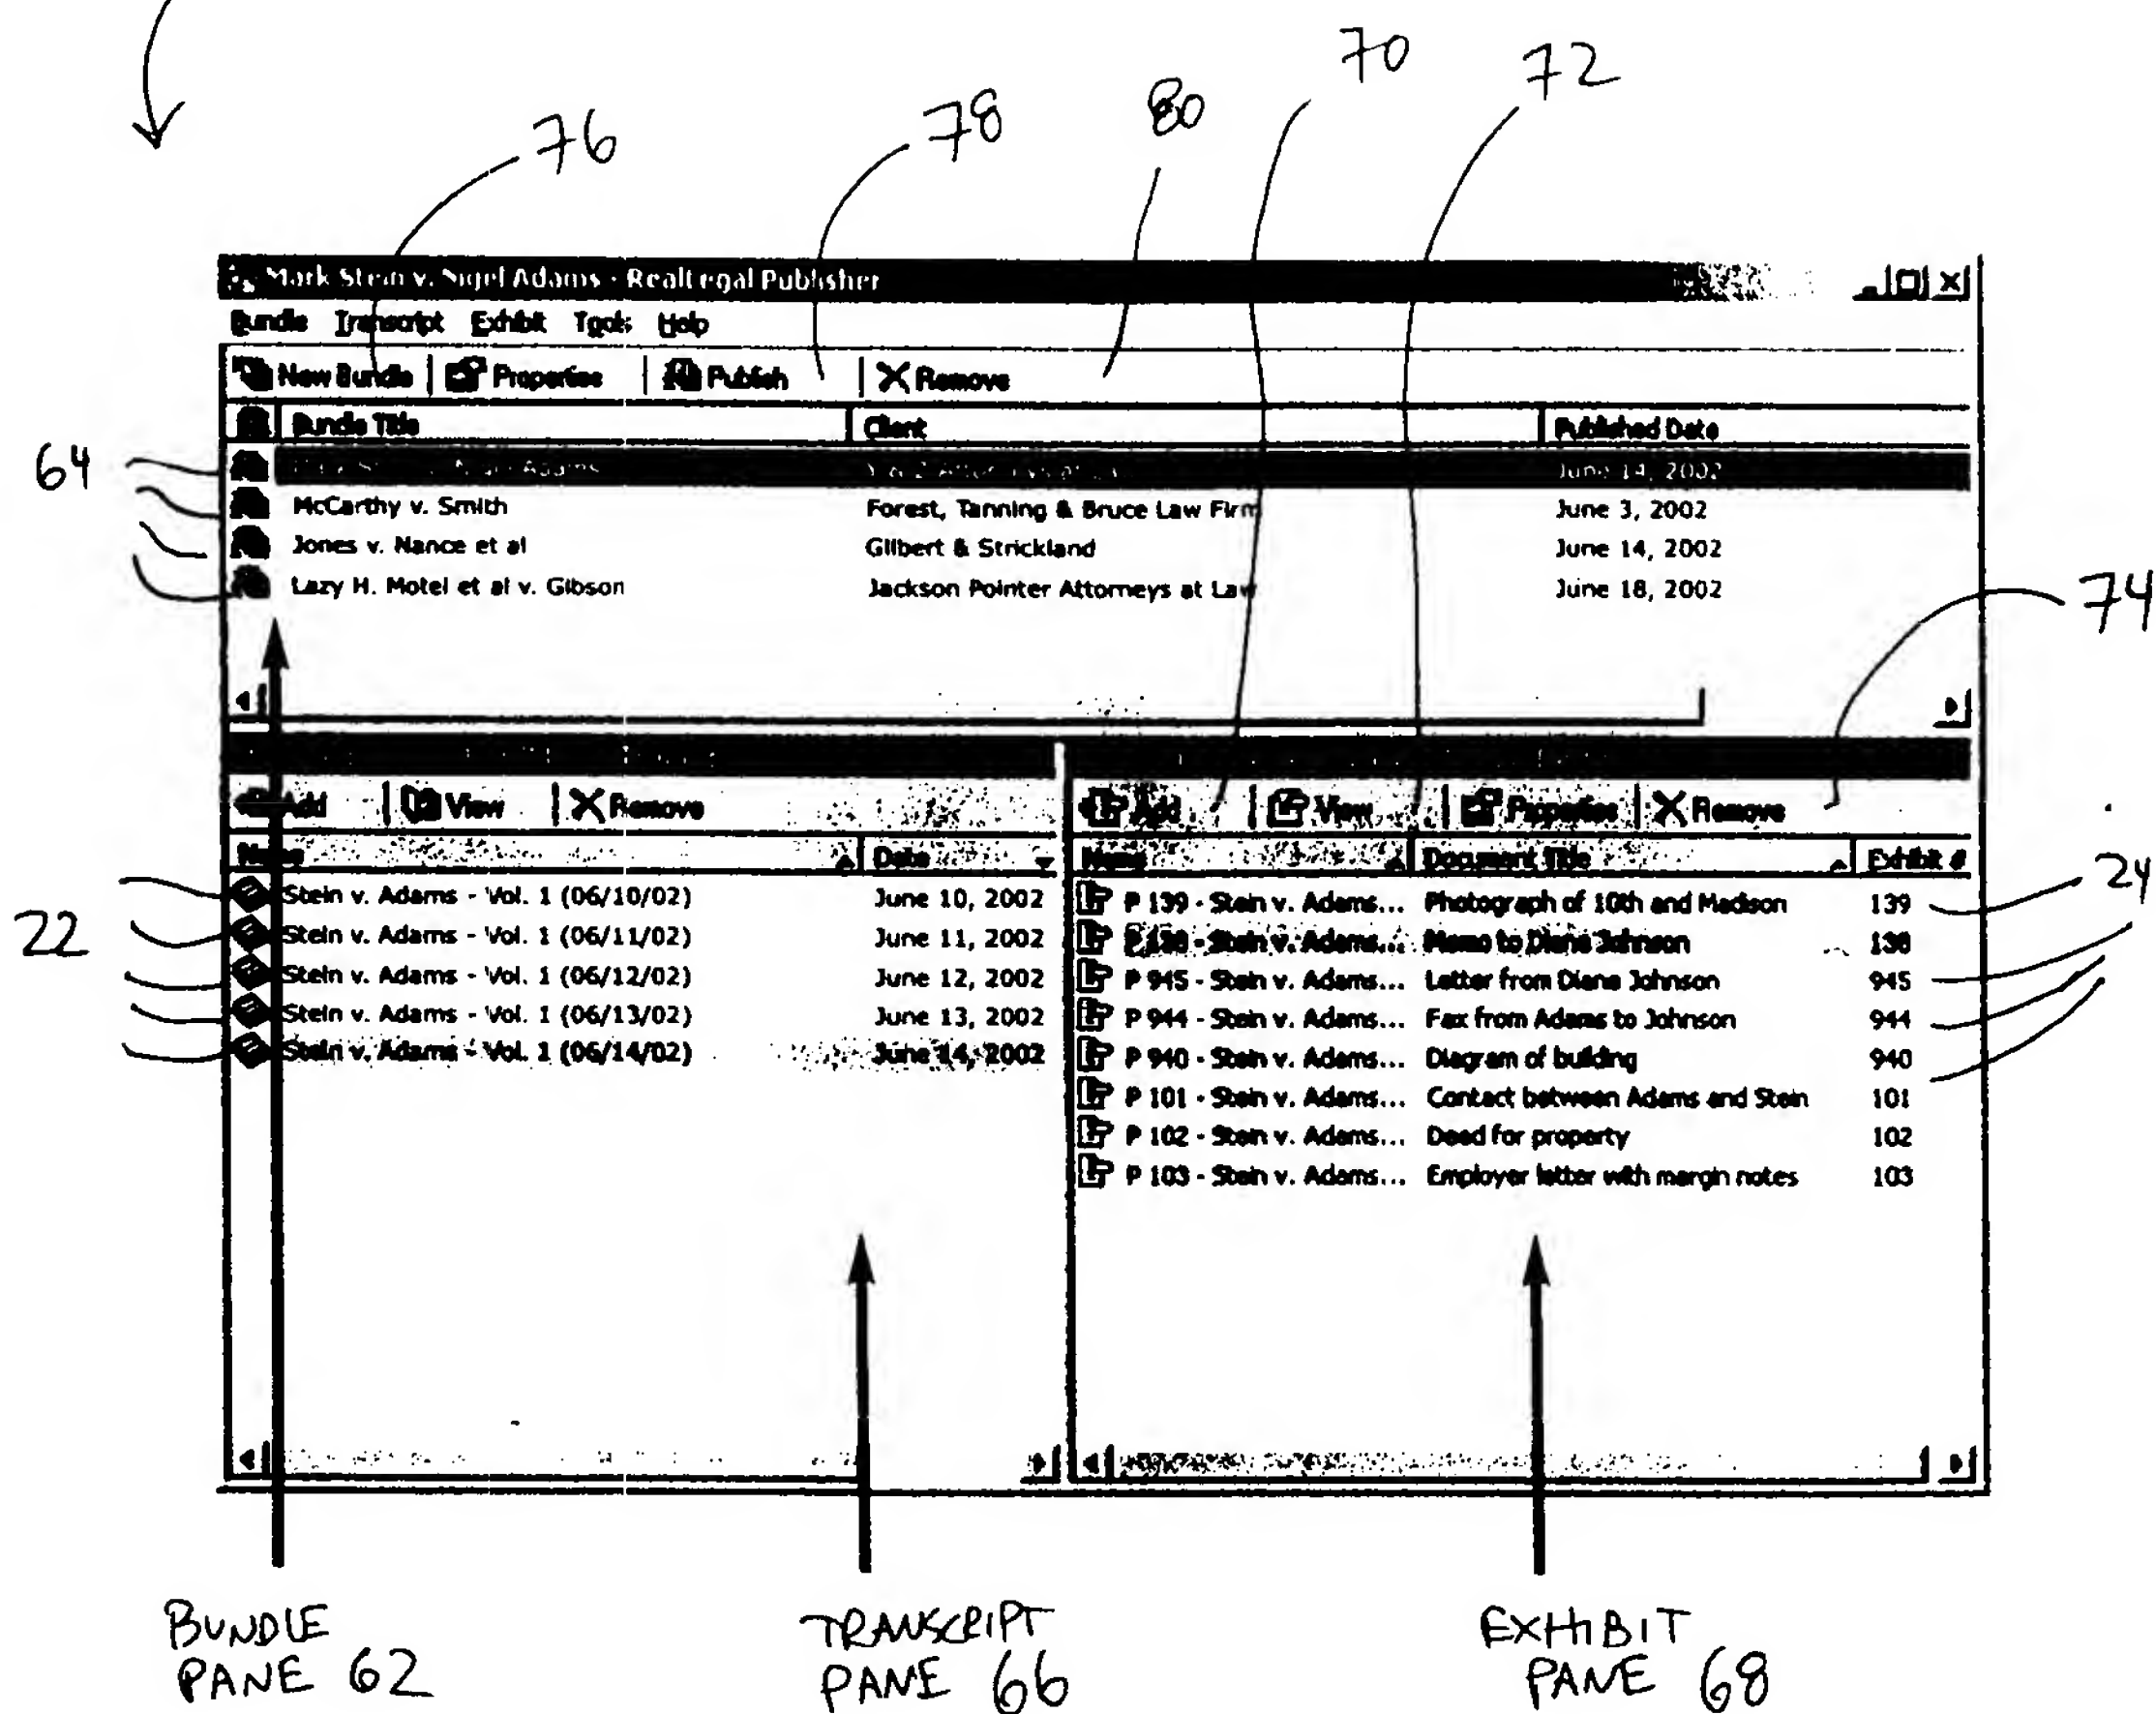 70 72
76 78 80
Mark Stein v. Nigel Adams - RealLegal Publisher
Bundle Transcript Exhibit Tools Help
New Bundle Properties Publish Remove
Bundle Title Client Published Date
64
Adams June 14, 2002
McCarthy v. Smith Forest, Tanning & Bruce Law Firm June 3, 2002
Jones v. Nance et al Gilbert & Strickland June 14, 2002
Lazy H. Motel et al v. Gibson Jackson Pointer Attorneys at Law June 18, 2002
74
Add View Remove Add View Properties Remove
Name Date Name Document Title Exhibit #
22
24
Stein v. Adams - Vol. 1 (06/10/02) June 10, 2002 P 139 - Stein v. Adams... Photograph of 10th and Madison 139
Stein v. Adams - Vol. 1 (06/11/02) June 11, 2002 P 138 - Stein v. Adams... Memo to Diane Johnson 138
Stein v. Adams - Vol. 1 (06/12/02) June 12, 2002 P 945 - Stein v. Adams... Letter from Diane Johnson 945
Stein v. Adams - Vol. 1 (06/13/02) June 13, 2002 P 944 - Stein v. Adams... Fax from Adams to Johnson 944
Stein v. Adams - Vol. 1 (06/14/02) June 14, 2002 P 940 - Stein v. Adams... Diagram of building 940
P 101 - Stein v. Adams... Contact between Adams and Stein 101
P 102 - Stein v. Adams... Deed for property 102
P 103 - Stein v. Adams... Employer letter with margin notes 103
BUNDLE TRANSCRIPT EXHIBIT
PANE 62 PANE 66 PANE 68